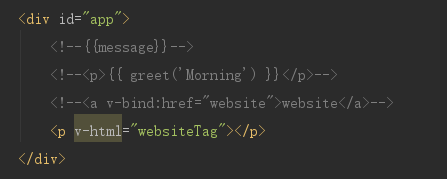 <div id="app">
<!--{{message}}-->
<!--<p>{{ greet('Morning') }}</p>-->
<!--<a v-bind:href="website">website</a>-->
<p v-html="websiteTag"></p>
</div>